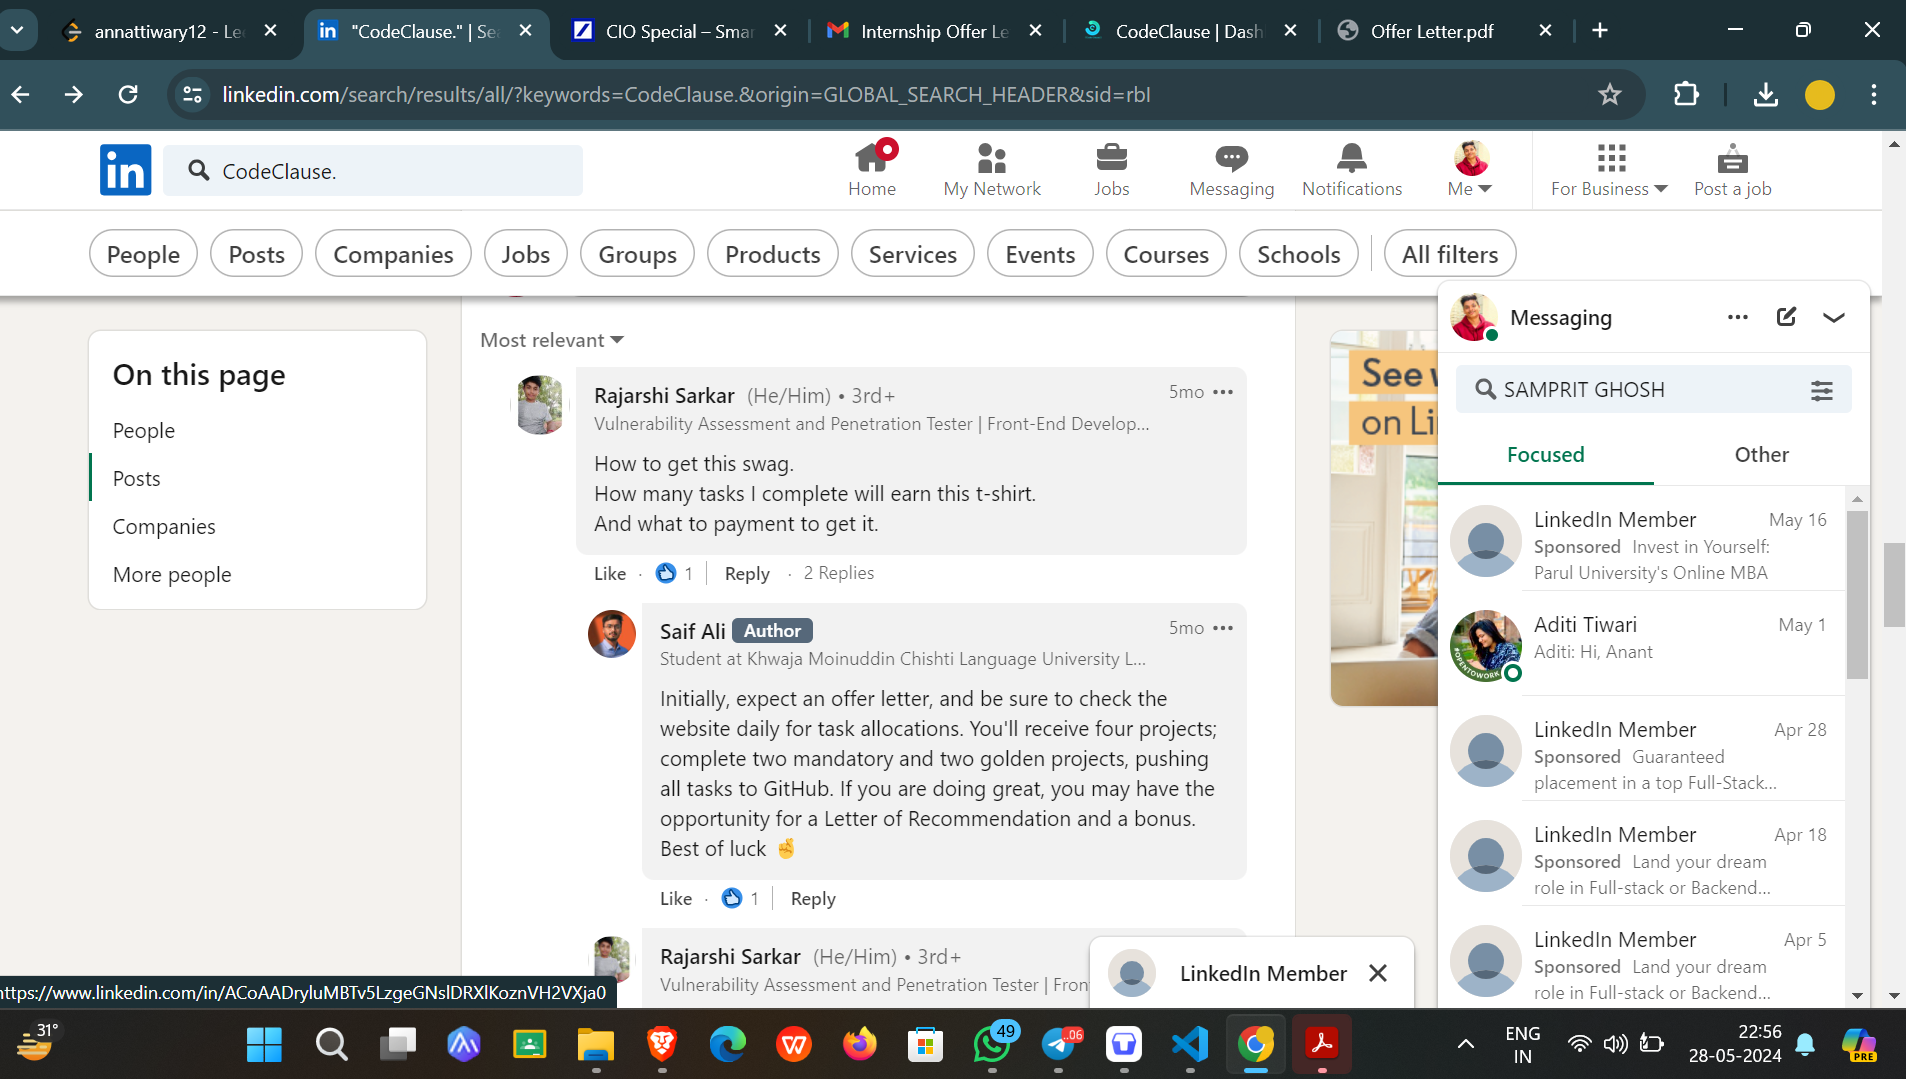 annattiwary12 - Le
"CodeClause." | Se
CIO Special – Smar
Internship Offer Le
CodeClause | Dash
Offer Letter.pdf
linkedin.com/search/results/all/?keywords=CodeClause.&origin=GLOBAL_SEARCH_HEADER&sid=rbI
in
CodeClause.
Home
My Network
Jobs
Messaging
Notifications
Me
For Business
Post a job
People
Posts
Companies
Jobs
Groups
Products
Services
Events
Courses
Schools
All filters
On this page
People
Posts
Companies
More people
Most relevant
Rajarshi Sarkar (He/Him) • 3rd+
5mo
Vulnerability Assessment and Penetration Tester | Front-End Develop...
How to get this swag.
How many tasks I complete will earn this t-shirt.
And what to payment to get it.
Like · 1 | Reply · 2 Replies
Saif Ali Author
5mo
Student at Khwaja Moinuddin Chishti Language University L...
Initially, expect an offer letter, and be sure to check the
website daily for task allocations. You'll receive four projects;
complete two mandatory and two golden projects, pushing
all tasks to GitHub. If you are doing great, you may have the
opportunity for a Letter of Recommendation and a bonus.
Best of luck 🤞
Like · 1 | Reply
Rajarshi Sarkar (He/Him) • 3rd+
Vulnerability Assessment and Penetration Tester | Fron
See
on Li
Messaging
SAMPRIT GHOSH
Focused
Other
LinkedIn Member
May 16
Sponsored Invest in Yourself:
Parul University's Online MBA
Aditi Tiwari
May 1
Aditi: Hi, Anant
#OPENTOWORK
LinkedIn Member
Apr 28
Sponsored Guaranteed
placement in a top Full-Stack...
LinkedIn Member
Apr 18
Sponsored Land your dream
role in Full-stack or Backend...
LinkedIn Member
Apr 5
Sponsored Land your dream
role in Full-stack or Backend...
LinkedIn Member
https://www.linkedin.com/in/ACoAADryluMBTv5LzgeGNslDRXlKoznVH2VXja0
31°
49
..06
ENG
IN
22:56
28-05-2024
PRE